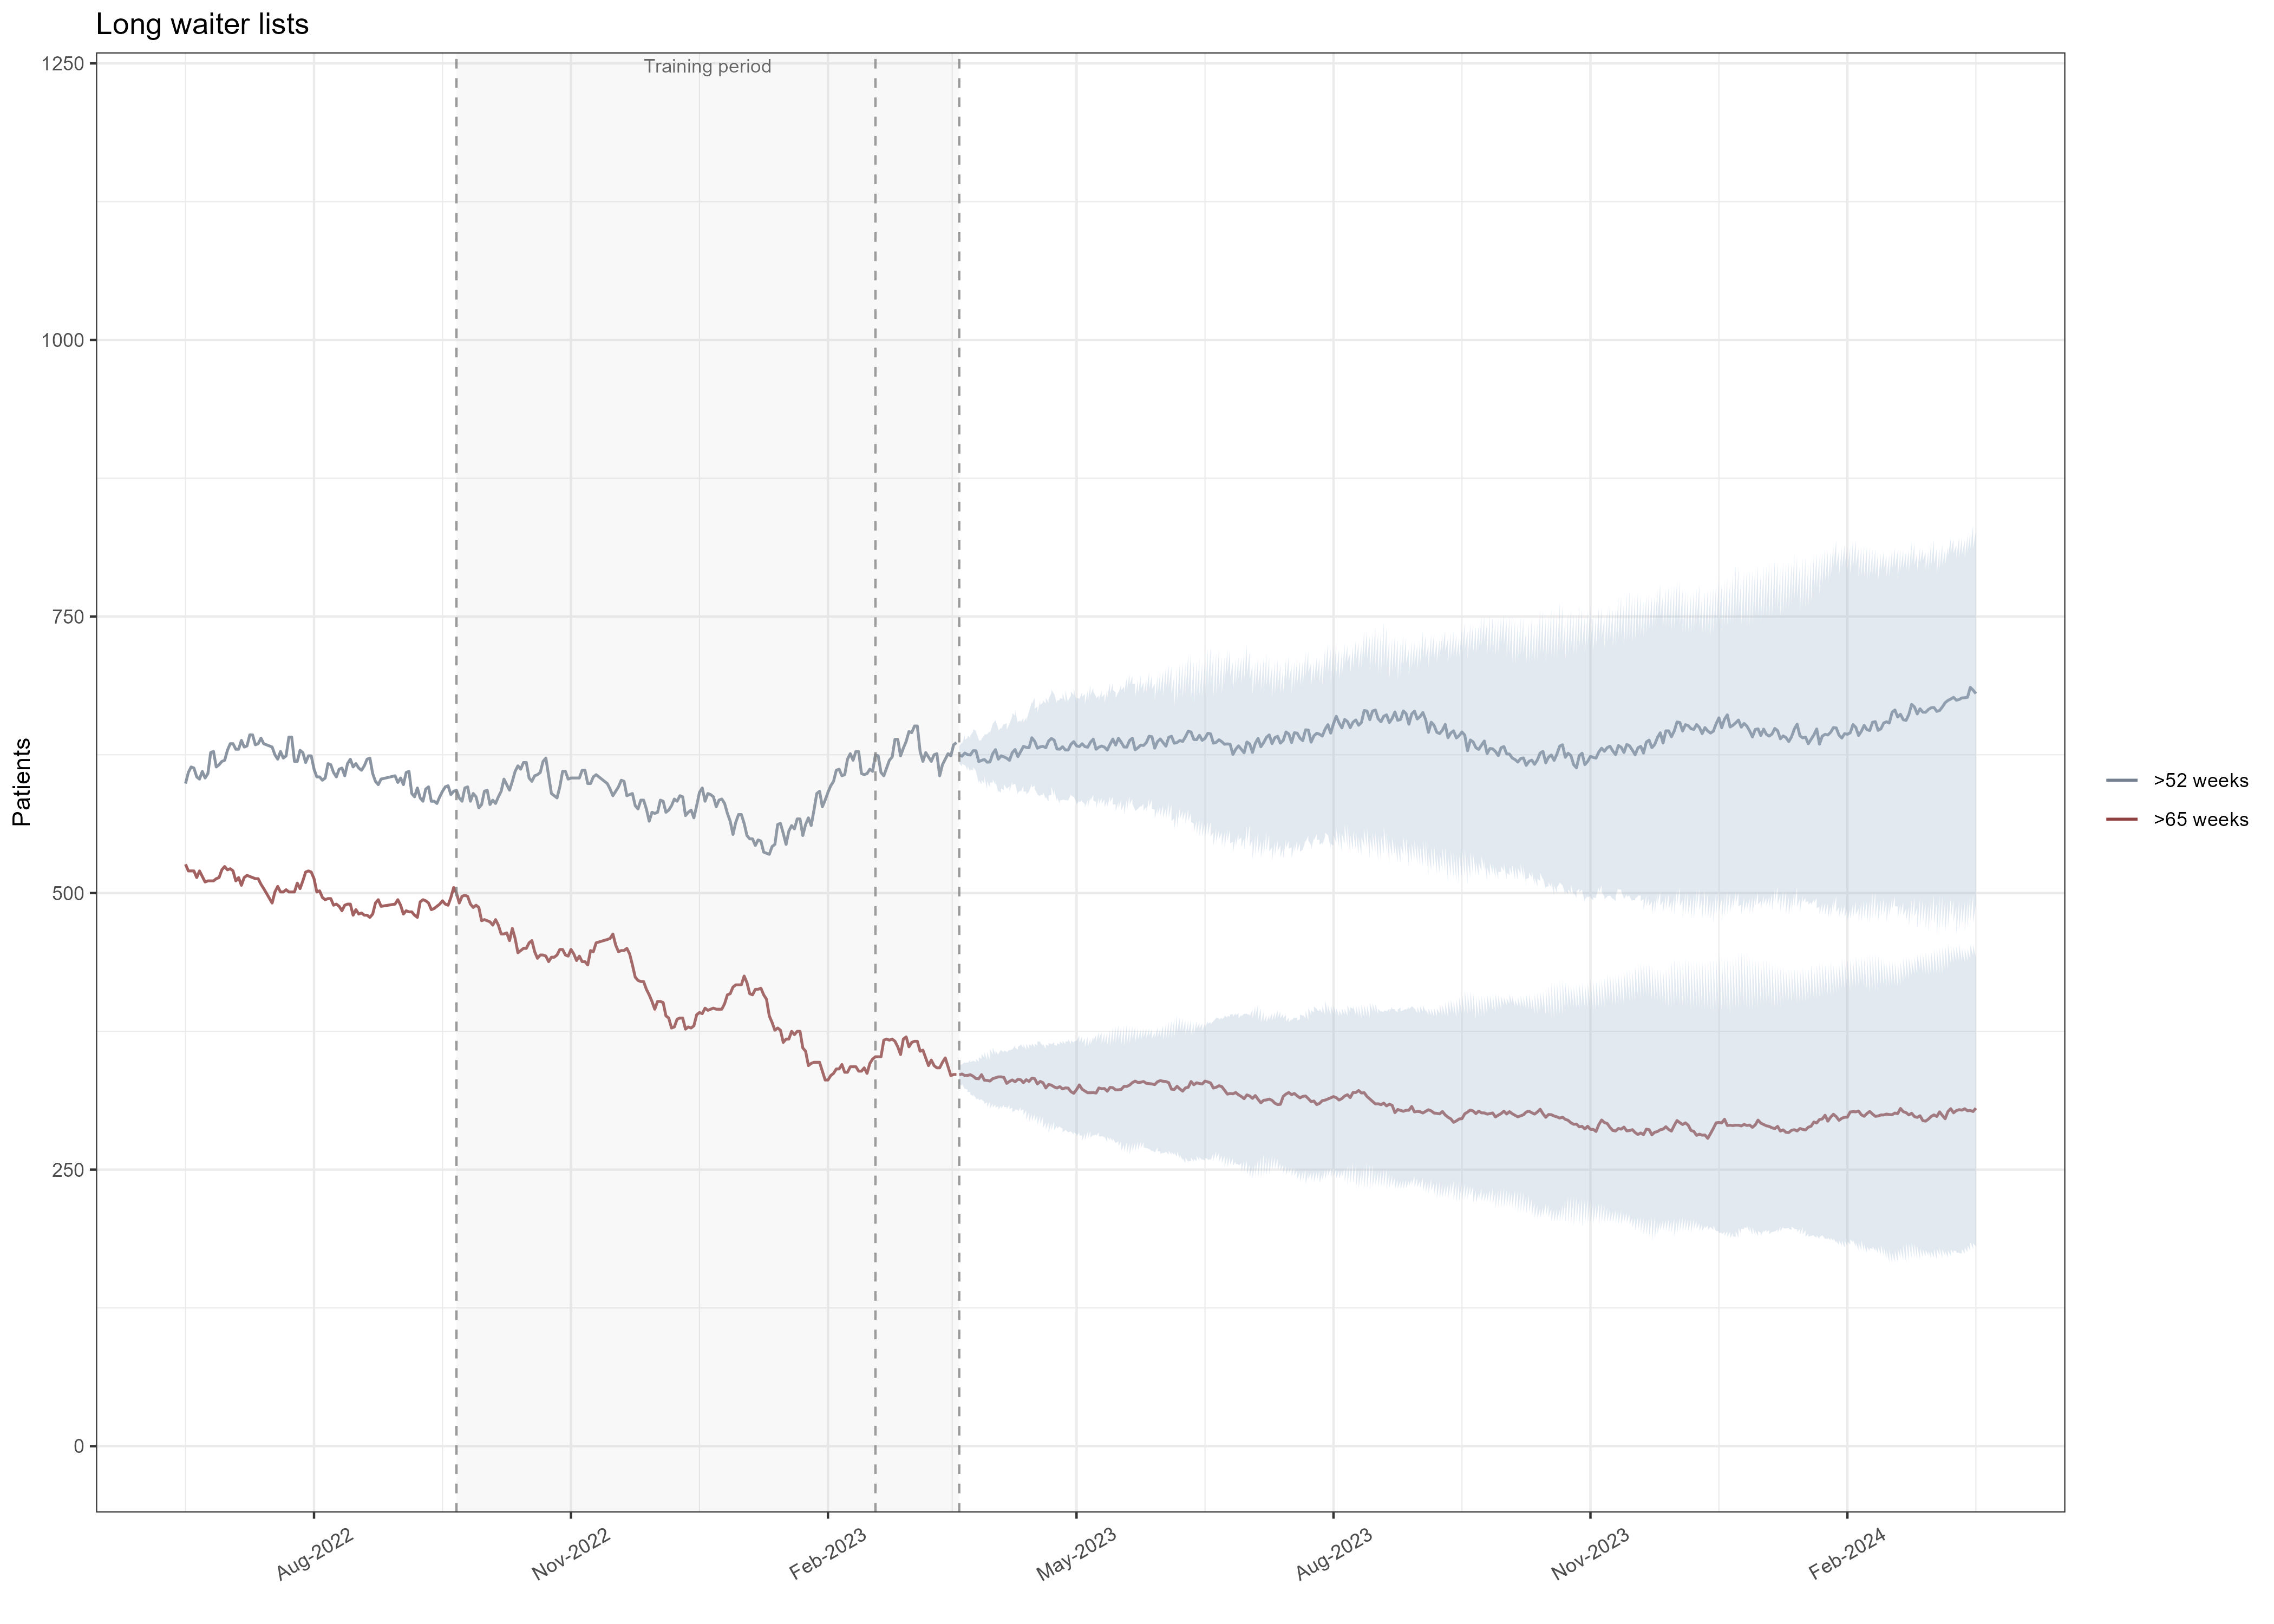 Long waiter lists
1250
Training period
1000
750
500
250
0
Patients
>52 weeks
>65 weeks
Aug-2022
Nov-2022
Feb-2023
May-2023
Aug-2023
Nov-2023
Feb-2024